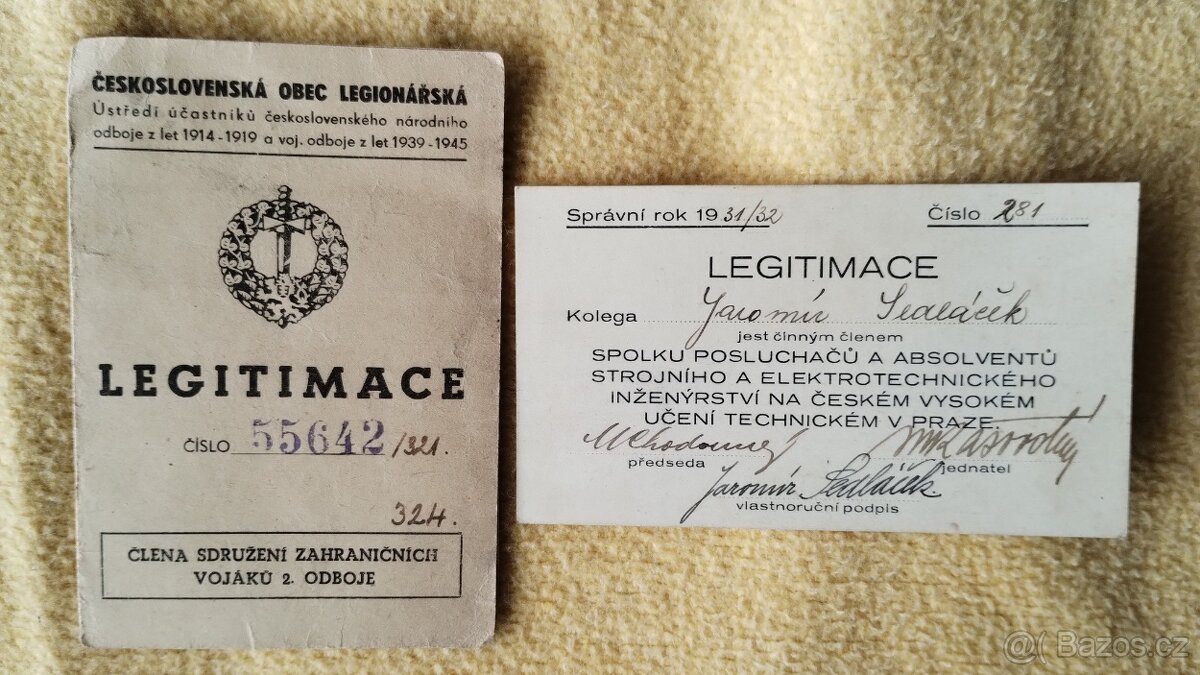 ČESKOSLOVENSKÁ OBEC LEGIONÁŘSKÁ
Ústředí účastníků československého národního
odboje z let 1914-1919 a voj. odboje z let 1939-1945
LEGITIMACE
ČÍSLO 55642/321.
324.
ČLENA SDRUŽENÍ ZAHRANIČNÍCH
VOJÁKŮ 2. ODBOJE
Správní rok 1931/32
Číslo 281
LEGITIMACE
Kolega Jaromír Sedláček
jest činným členem
SPOLKU POSLUCHAČŮ A ABSOLVENTŮ
STROJNÍHO A ELEKTROTECHNICKÉHO
INŽENÝRSTVÍ NA ČESKÉM VYSOKÉM
UČENÍ TECHNICKÉM V PRAZE.
předseda
jednatel
Jaromír Sedláček.
vlastnoruční podpis
@( Bazos.cz